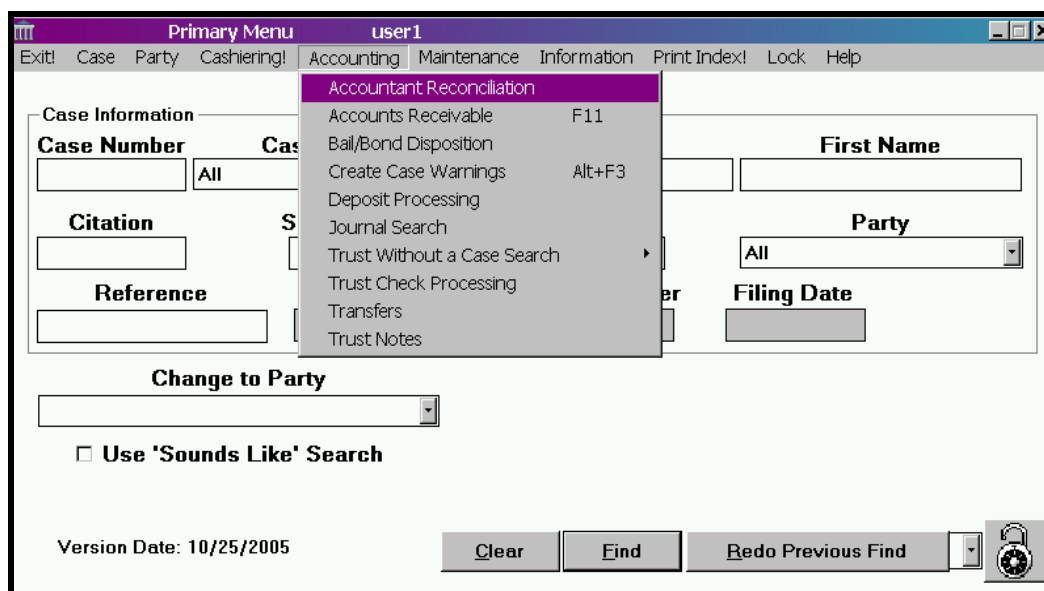 Primary Menu user1
Exit! Case Party Cashiering! Accounting Maintenance Information Print Index! Lock Help
Accountant Reconciliation
Accounts Receivable F11
Bail/Bond Disposition
Create Case Warnings Alt+F3
Deposit Processing
Journal Search
Trust Without a Case Search
Trust Check Processing
Transfers
Trust Notes
Case Information
Case Number Cas First Name
All
Citation S Party
All
Reference er Filing Date
Change to Party
Use 'Sounds Like' Search
Version Date: 10/25/2005 Clear Find Redo Previous Find